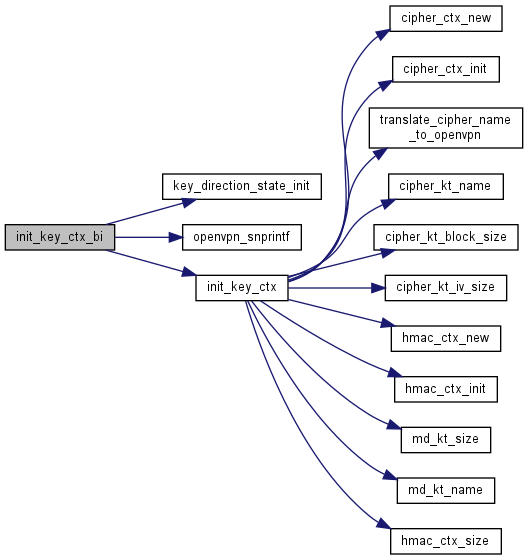 init_key_ctx_bi
key_direction_state_init
openvpn_snprintf
init_key_ctx
cipher_ctx_new
cipher_ctx_init
translate_cipher_name
_to_openvpn
cipher_kt_name
cipher_kt_block_size
cipher_kt_iv_size
hmac_ctx_new
hmac_ctx_init
md_kt_size
md_kt_name
hmac_ctx_size